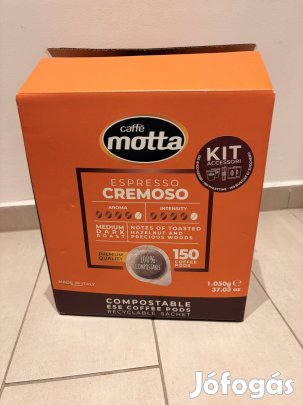 caffè
motta
KIT
ACCESSORI
ESPRESSO
CREMOSO
AROMA
INTENSITY
MEDIUM
DARK
ROAST
NOTES OF TOASTED
HAZELNUT AND
PRECIOUS WOODS
PREMIUM
QUALITY
100%
COMPOSTABLE
150
COFFEE
PODS
MADE IN ITALY
1.050g
37.03 oz
COMPOSTABLE
ESE COFFEE PODS
RECYCLABLE SACHET
Jófogás